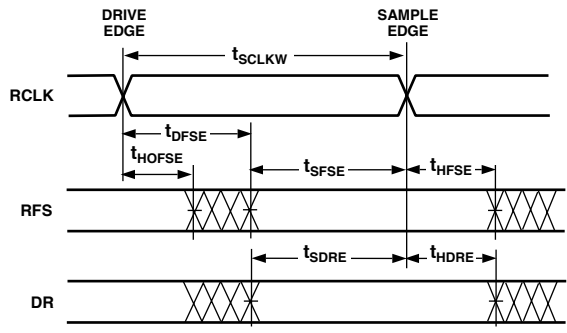 DRIVE EDGE
SAMPLE EDGE
tSCLKW
RCLK
tDFSE
tHOFSE
tSFSE
tHFSE
RFS
tSDRE
tHDRE
DR